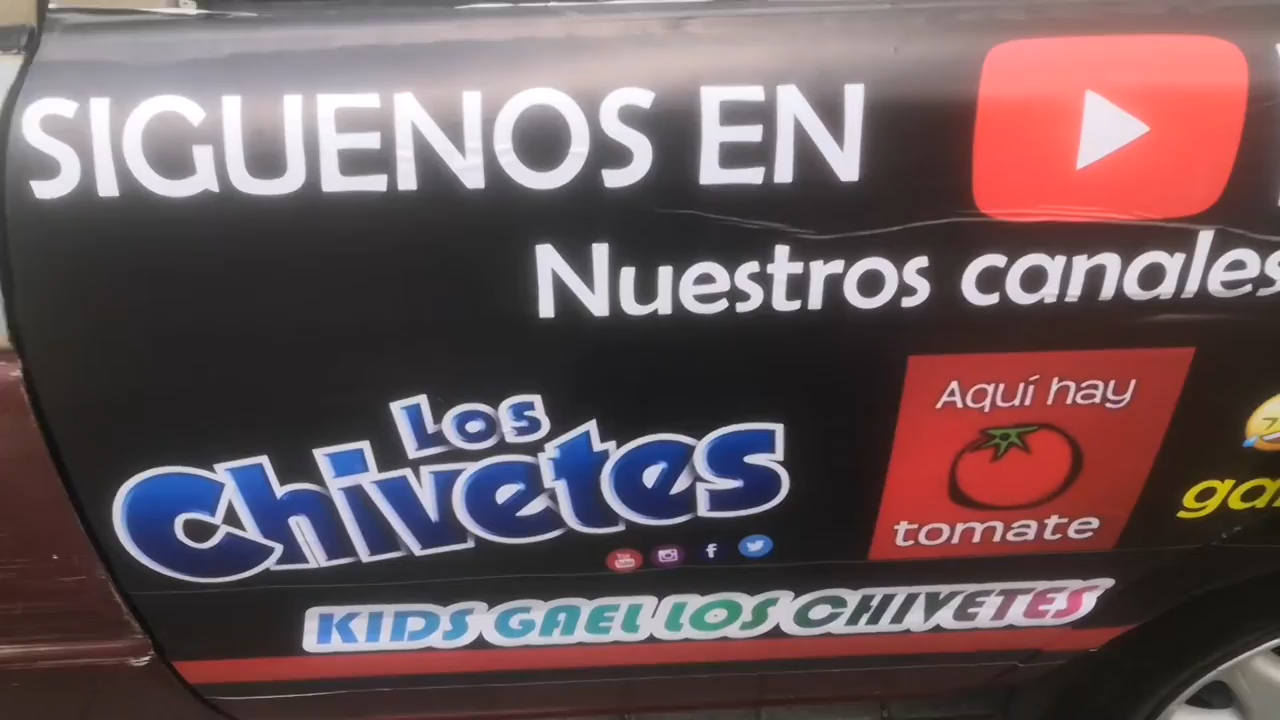 SIGUENOS EN
Nuestros canales
Los
Chivetes
Aquí hay
tomate
KIDS GAEL LOS CHIVETES